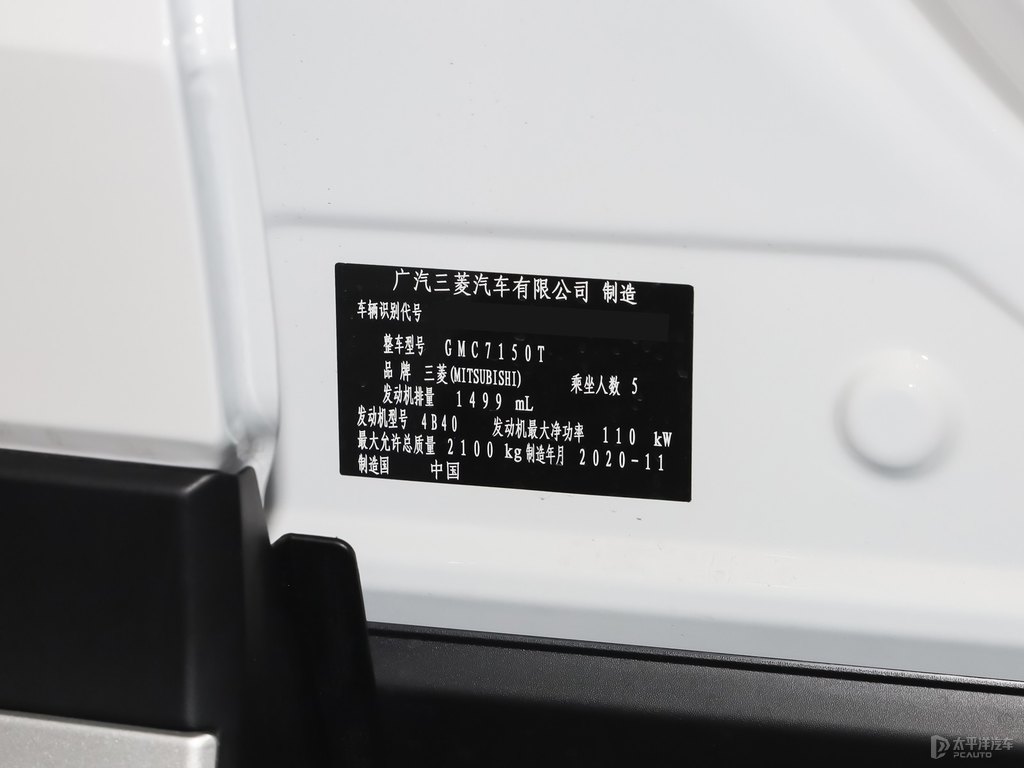 广汽三菱汽车有限公司 制造
车辆识别代号
整车型号 GMC7150T
品牌 三菱(MITSUBISHI) 乘坐人数 5
发动机排量 1499 mL
发动机型号 4B40 发动机最大净功率 110 kW
最大允许总质量 2100 kg 制造年月 2020-11
制造国 中国
太平洋汽车
PCAUTO